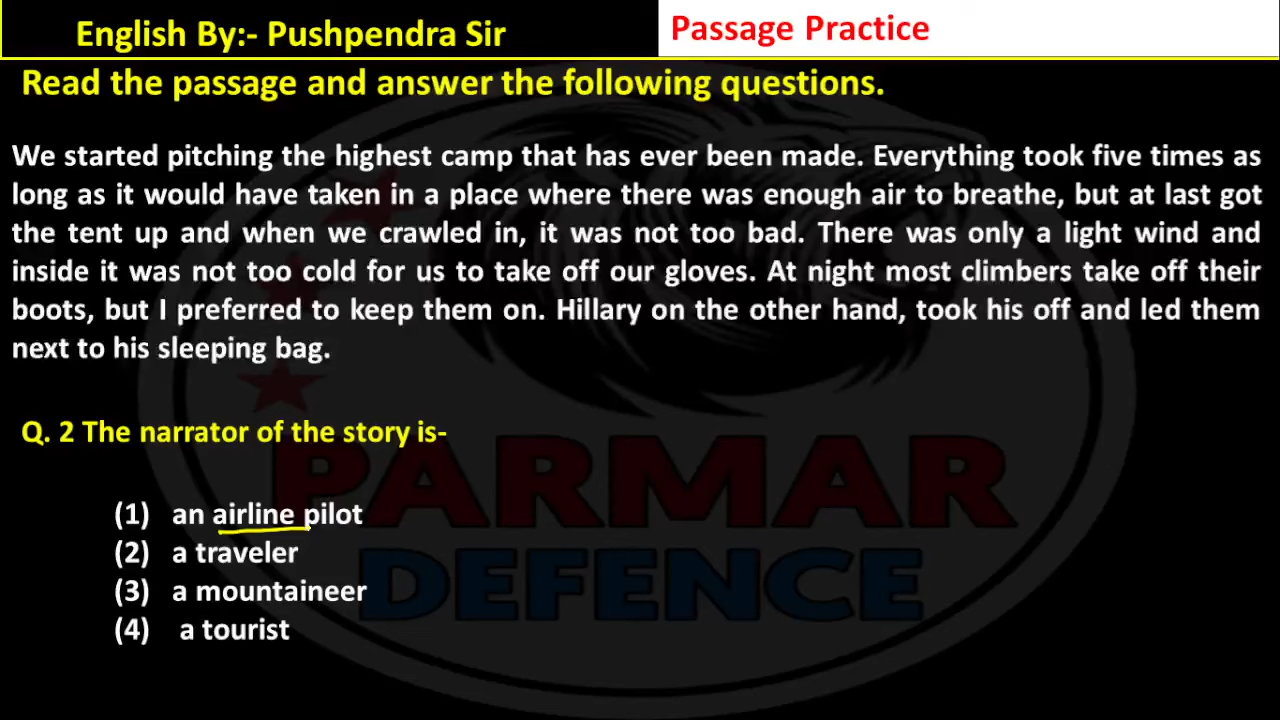 English By:- Pushpendra Sir
Passage Practice
Read the passage and answer the following questions.
We started pitching the highest camp that has ever been made. Everything took five times as
long as it would have taken in a place where there was enough air to breathe, but at last got
the tent up and when we crawled in, it was not too bad. There was only a light wind and
inside it was not too cold for us to take off our gloves. At night most climbers take off their
boots, but I preferred to keep them on. Hillary on the other hand, took his off and led them
next to his sleeping bag.
Q. 2 The narrator of the story is-
(1) an airline pilot
(2) a traveler
(3) a mountaineer
(4) a tourist
PARMAR
DEFENCE